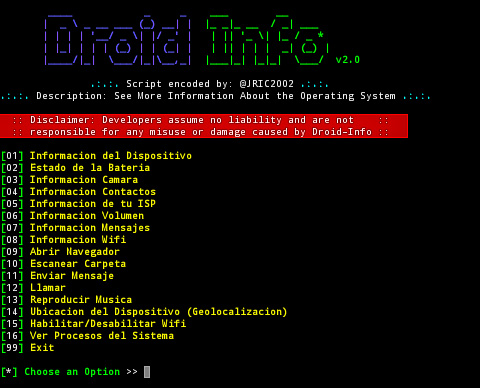 Droid Info v2.0
.:.:. Script encoded by: @JRIC2002 .:.:.
.:.:. Description: See More Information About the Operating System .:.:.
:: Disclaimer: Developers assume no liability and are not ::
:: responsible for any misuse or damage caused by Droid-Info ::
[01] Informacion del Dispositivo
[02] Estado de la Bateria
[03] Informacion Camara
[04] Informacion Contactos
[05] Informacion de tu ISP
[06] Informacion Volumen
[07] Informacion Mensajes
[08] Informacion Wifi
[09] Abrir Navegador
[10] Escanear Carpeta
[11] Enviar Mensaje
[12] Llamar
[13] Reproducir Musica
[14] Ubicacion del Dispositivo (Geolocalizacion)
[15] Habilitar/Desabilitar Wifi
[16] Ver Procesos del Sistema
[99] Exit
[*] Choose an Option >>